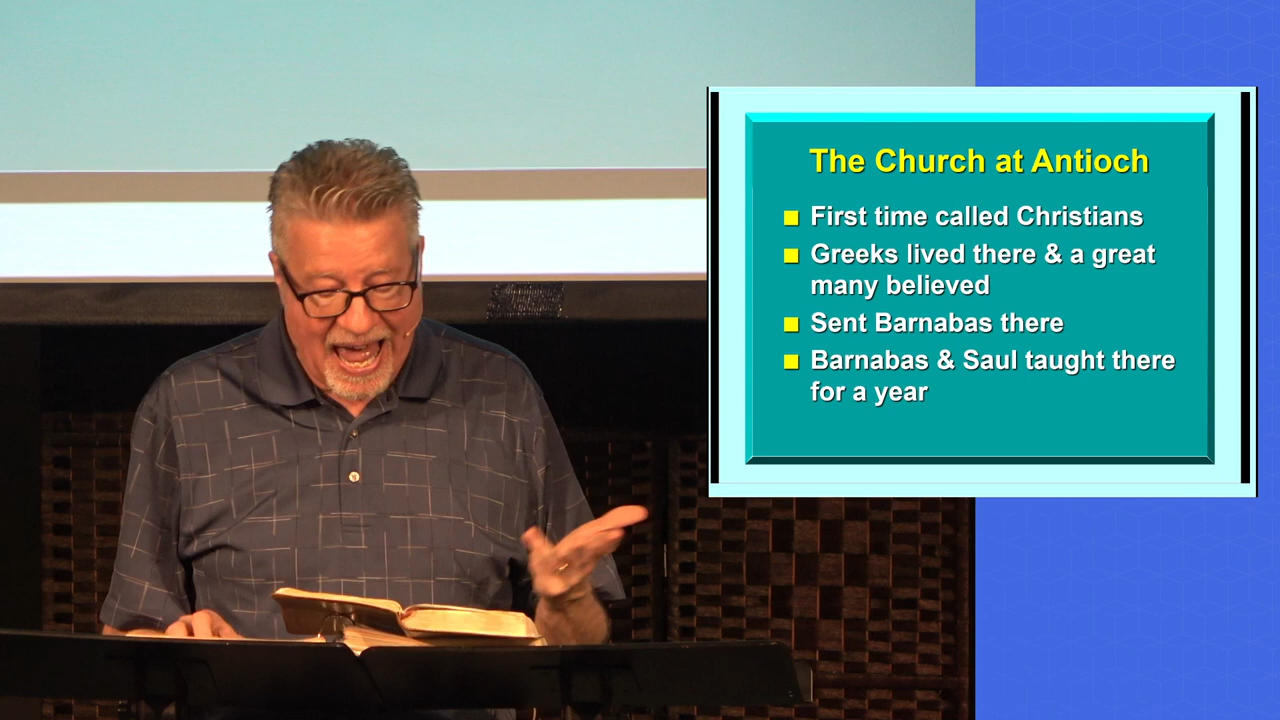 The Church at Antioch
First time called Christians
Greeks lived there & a great
many believed
Sent Barnabas there
Barnabas & Saul taught there
for a year